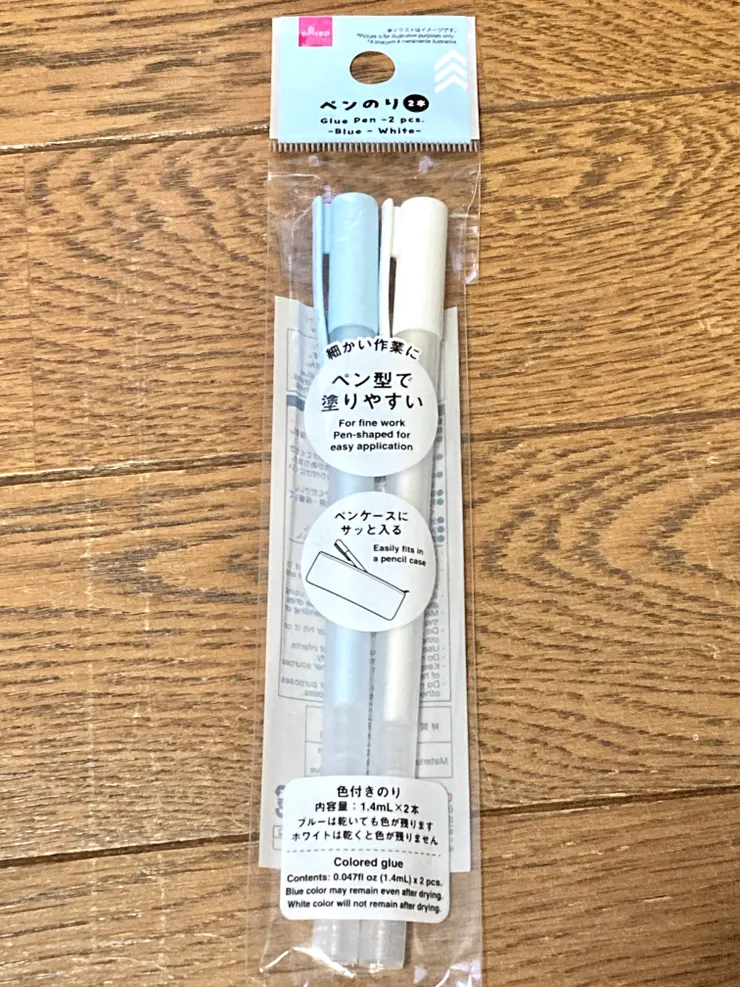 DAISO
※イラストはイメージです。
*Picture is for illustrative purposes only.
*A imagem é meramente ilustrativa.
ペンのり 2本
Glue Pen -2 pcs.
-Blue - White-
細かい作業に
ペン型で
塗りやすい
For fine work
Pen-shaped for
easy application
ペンケースに
サッと入る
Easily fits in
a pencil case
色付きのり
内容量：1.4mL×2本
ブルーは乾いても色が残ります
ホワイトは乾くと色が残りません
Colored glue
Contents: 0.047fl oz (1.4mL) x 2 pcs.
Blue color may remain even after drying.
White color will not remain after drying.